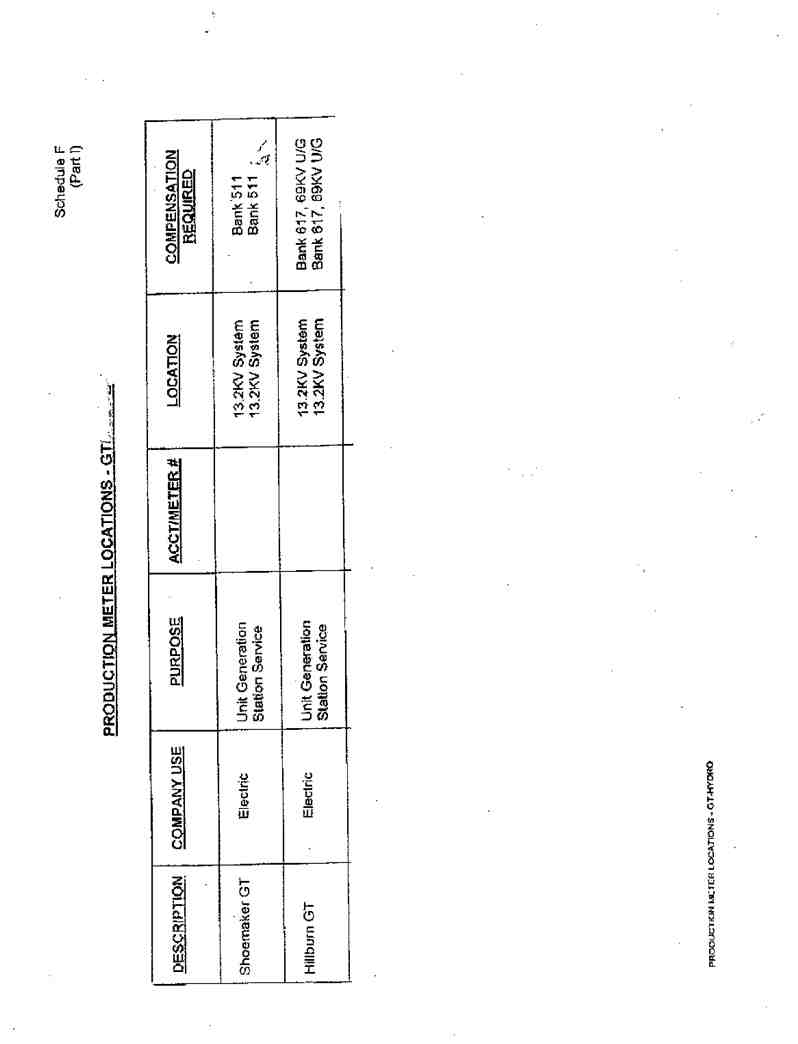 Schedule F
(Part I)
PRODUCTION METER LOCATIONS - GT
DESCRIPTION COMPANY USE PURPOSE ACCT/METER # LOCATION COMPENSATION
REQUIRED
Shoemaker GT Electric Unit Generation 13.2KV System Bank 511
Station Service 13.2KV System Bank 511
Hillburn GT Electric Unit Generation 13.2KV System Bank 617, 69KV U/G
Station Service 13.2KV System Bank 617, 69KV U/G
PRODUCTION METER LOCATIONS - GT-HYDRO